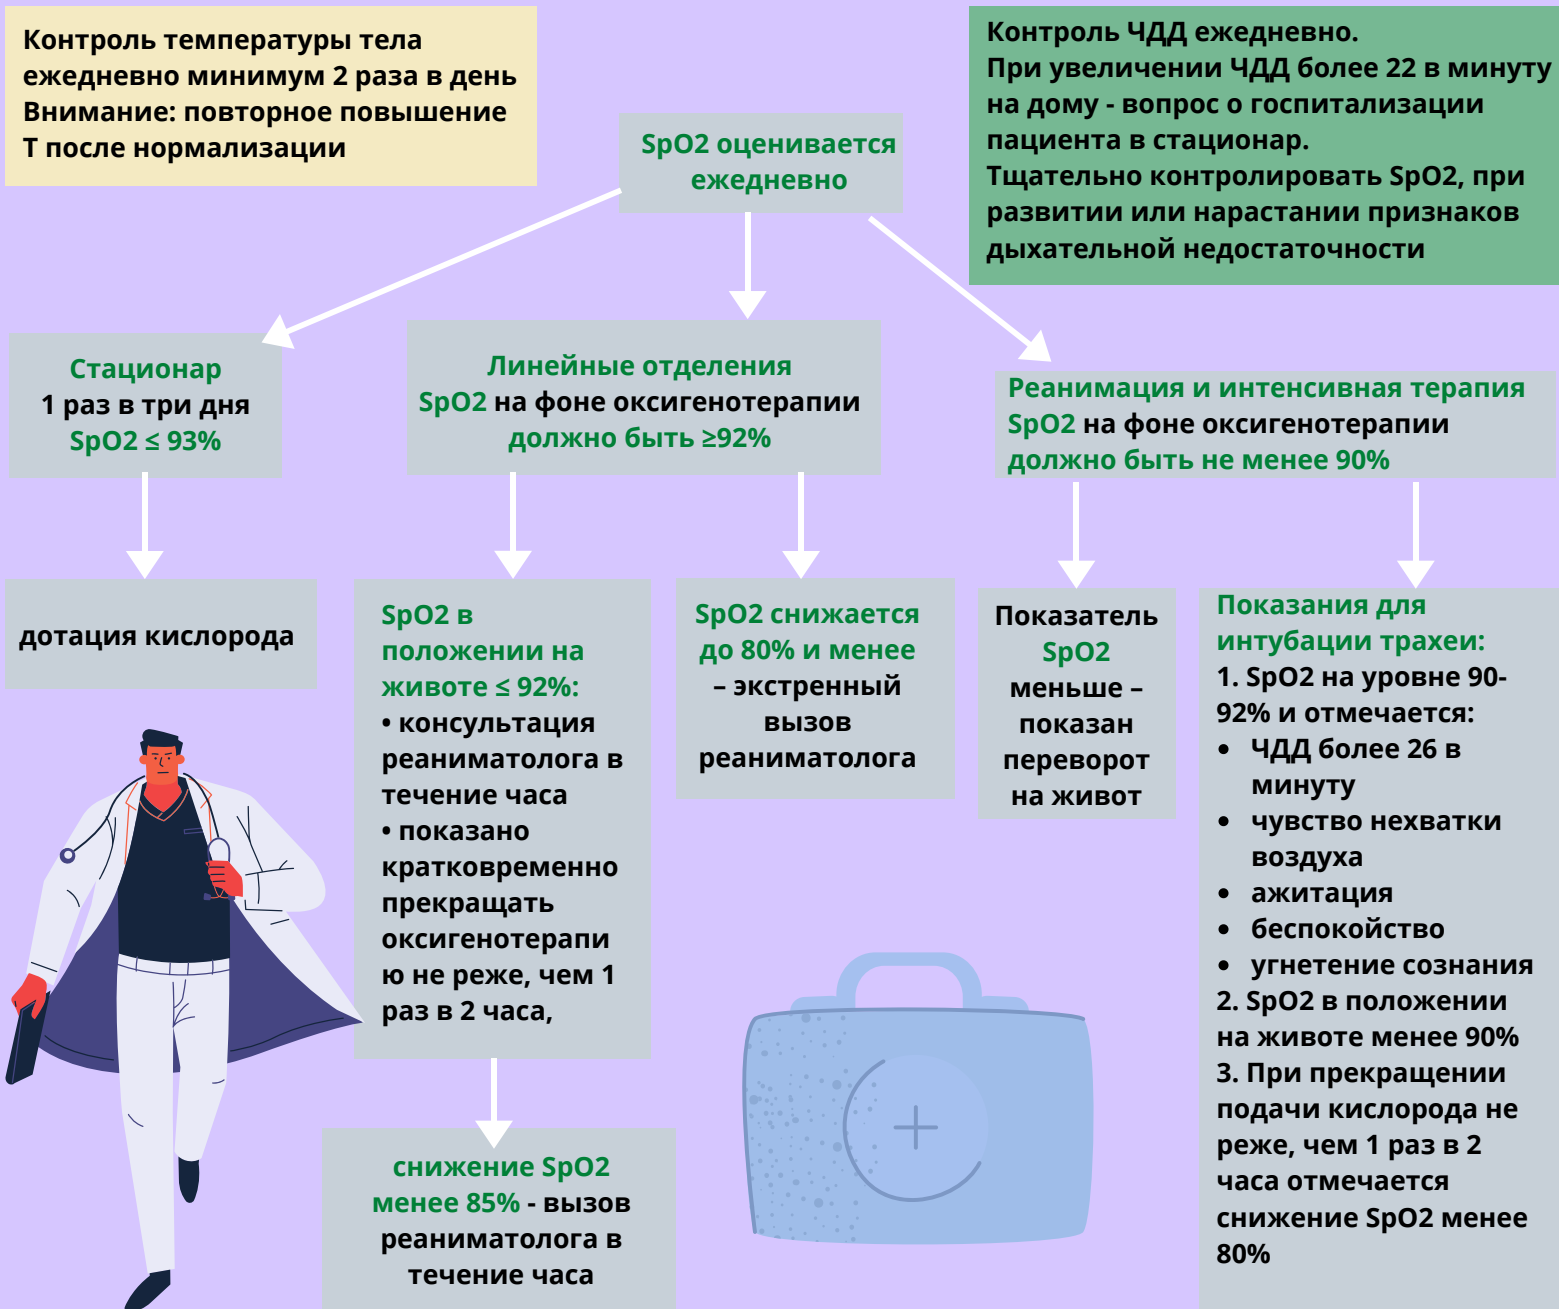 Контроль температуры тела
ежедневно минимум 2 раза в день
Внимание: повторное повышение
Т после нормализации
Контроль ЧДД ежедневно.
При увеличении ЧДД более 22 в минуту
на дому - вопрос о госпитализации
пациента в стационар.
Тщательно контролировать SpO2, при
развитии или нарастании признаков
дыхательной недостаточности
SpO2 оценивается
ежедневно
Стационар
1 раз в три дня
SpO2 ≤ 93%
Линейные отделения
SpO2 на фоне оксигенотерапии
должно быть ≥92%
Реанимация и интенсивная терапия
SpO2 на фоне оксигенотерапии
должно быть не менее 90%
дотация кислорода
SpO2 в
положении на
животе ≤ 92%:
• консультация
реаниматолога в
течение часа
• показано
кратковременно
прекращать
оксигенотерапи
ю не реже, чем 1
раз в 2 часа,
SpO2 снижается
до 80% и менее
– экстренный
вызов
реаниматолога
Показатель
SpO2
меньше –
показан
переворот
на живот
Показания для
интубации трахеи:
1. SpO2 на уровне 90-
92% и отмечается:
• ЧДД более 26 в
минуту
• чувство нехватки
воздуха
• ажитация
• беспокойство
• угнетение сознания
2. SpO2 в положении
на животе менее 90%
3. При прекращении
подачи кислорода не
реже, чем 1 раз в 2
часа отмечается
снижение SpO2 менее
80%
снижение SpO2
менее 85% - вызов
реаниматолога в
течение часа